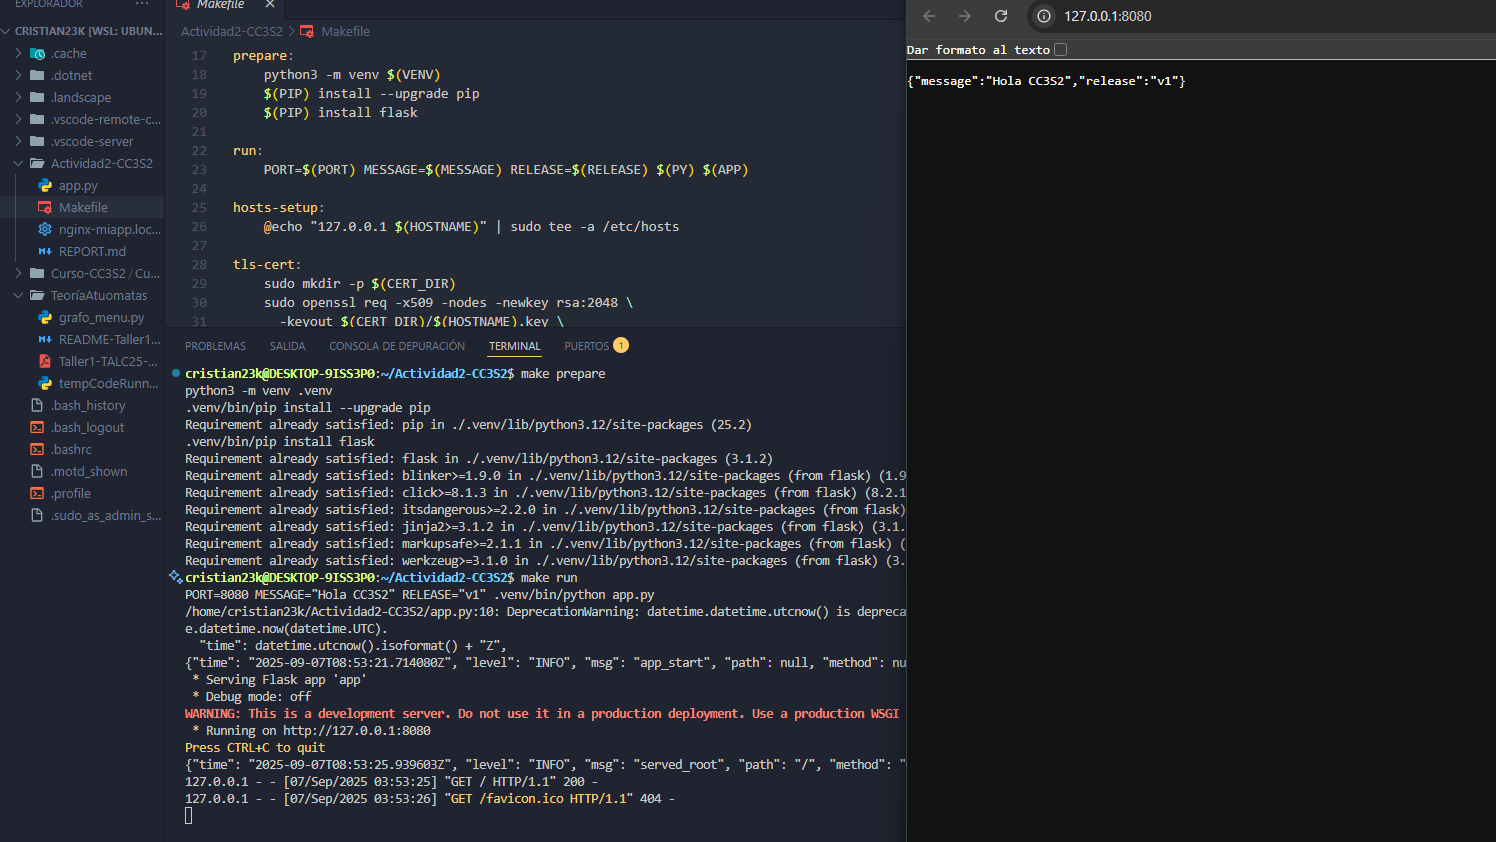 EXPLORADOR ···
CRISTIAN23K [WSL: UBUN...
.cache
.dotnet
.landscape
.vscode-remote-c...
.vscode-server
Actividad2-CC3S2
app.py
Makefile
nginx-miapp.loc...
REPORT.md
Curso-CC3S2 / Cu...
TeoríaAtuomatas
grafo_menu.py
README-Taller1...
Taller1-TALC25-...
tempCodeRunn...
.bash_history
.bash_logout
.bashrc
.motd_shown
.profile
.sudo_as_admin_s...
Makefile
Actividad2-CC3S2 > Makefile
17 prepare:
18 python3 -m venv $(VENV)
19 $(PIP) install --upgrade pip
20 $(PIP) install flask
21
22 run:
23 PORT=$(PORT) MESSAGE=$(MESSAGE) RELEASE=$(RELEASE) $(PY) $(APP)
24
25 hosts-setup:
26 @echo "127.0.0.1 $(HOSTNAME)" | sudo tee -a /etc/hosts
27
28 tls-cert:
29 sudo mkdir -p $(CERT_DIR)
30 sudo openssl req -x509 -nodes -newkey rsa:2048 \
31 -keyout $(CERT_DIR)/$(HOSTNAME).key \
PROBLEMAS SALIDA CONSOLA DE DEPURACIÓN TERMINAL PUERTOS 1
cristian23k@DESKTOP-9ISS3P0:~/Actividad2-CC3S2$ make prepare
python3 -m venv .venv
.venv/bin/pip install --upgrade pip
Requirement already satisfied: pip in ./.venv/lib/python3.12/site-packages (25.2)
.venv/bin/pip install flask
Requirement already satisfied: flask in ./.venv/lib/python3.12/site-packages (3.1.2)
Requirement already satisfied: blinker>=1.9.0 in ./.venv/lib/python3.12/site-packages (from flask) (1.9
Requirement already satisfied: click>=8.1.3 in ./.venv/lib/python3.12/site-packages (from flask) (8.2.1
Requirement already satisfied: itsdangerous>=2.2.0 in ./.venv/lib/python3.12/site-packages (from flask)
Requirement already satisfied: jinja2>=3.1.2 in ./.venv/lib/python3.12/site-packages (from flask) (3.1.
Requirement already satisfied: markupsafe>=2.1.1 in ./.venv/lib/python3.12/site-packages (from flask) (
Requirement already satisfied: werkzeug>=3.1.0 in ./.venv/lib/python3.12/site-packages (from flask) (3.
cristian23k@DESKTOP-9ISS3P0:~/Actividad2-CC3S2$ make run
PORT=8080 MESSAGE="Hola CC3S2" RELEASE="v1" .venv/bin/python app.py
/home/cristian23k/Actividad2-CC3S2/app.py:10: DeprecationWarning: datetime.datetime.utcnow() is depreca
e.datetime.now(datetime.UTC).
"time": datetime.utcnow().isoformat() + "Z",
{"time": "2025-09-07T08:53:21.714080Z", "level": "INFO", "msg": "app_start", "path": null, "method": nu
* Serving Flask app 'app'
* Debug mode: off
WARNING: This is a development server. Do not use it in a production deployment. Use a production WSGI
* Running on http://127.0.0.1:8080
Press CTRL+C to quit
{"time": "2025-09-07T08:53:25.939603Z", "level": "INFO", "msg": "served_root", "path": "/", "method": "
127.0.0.1 - - [07/Sep/2025 03:53:25] "GET / HTTP/1.1" 200 -
127.0.0.1 - - [07/Sep/2025 03:53:26] "GET /favicon.ico HTTP/1.1" 404 -
127.0.0.1:8080
Dar formato al texto
{"message":"Hola CC3S2","release":"v1"}